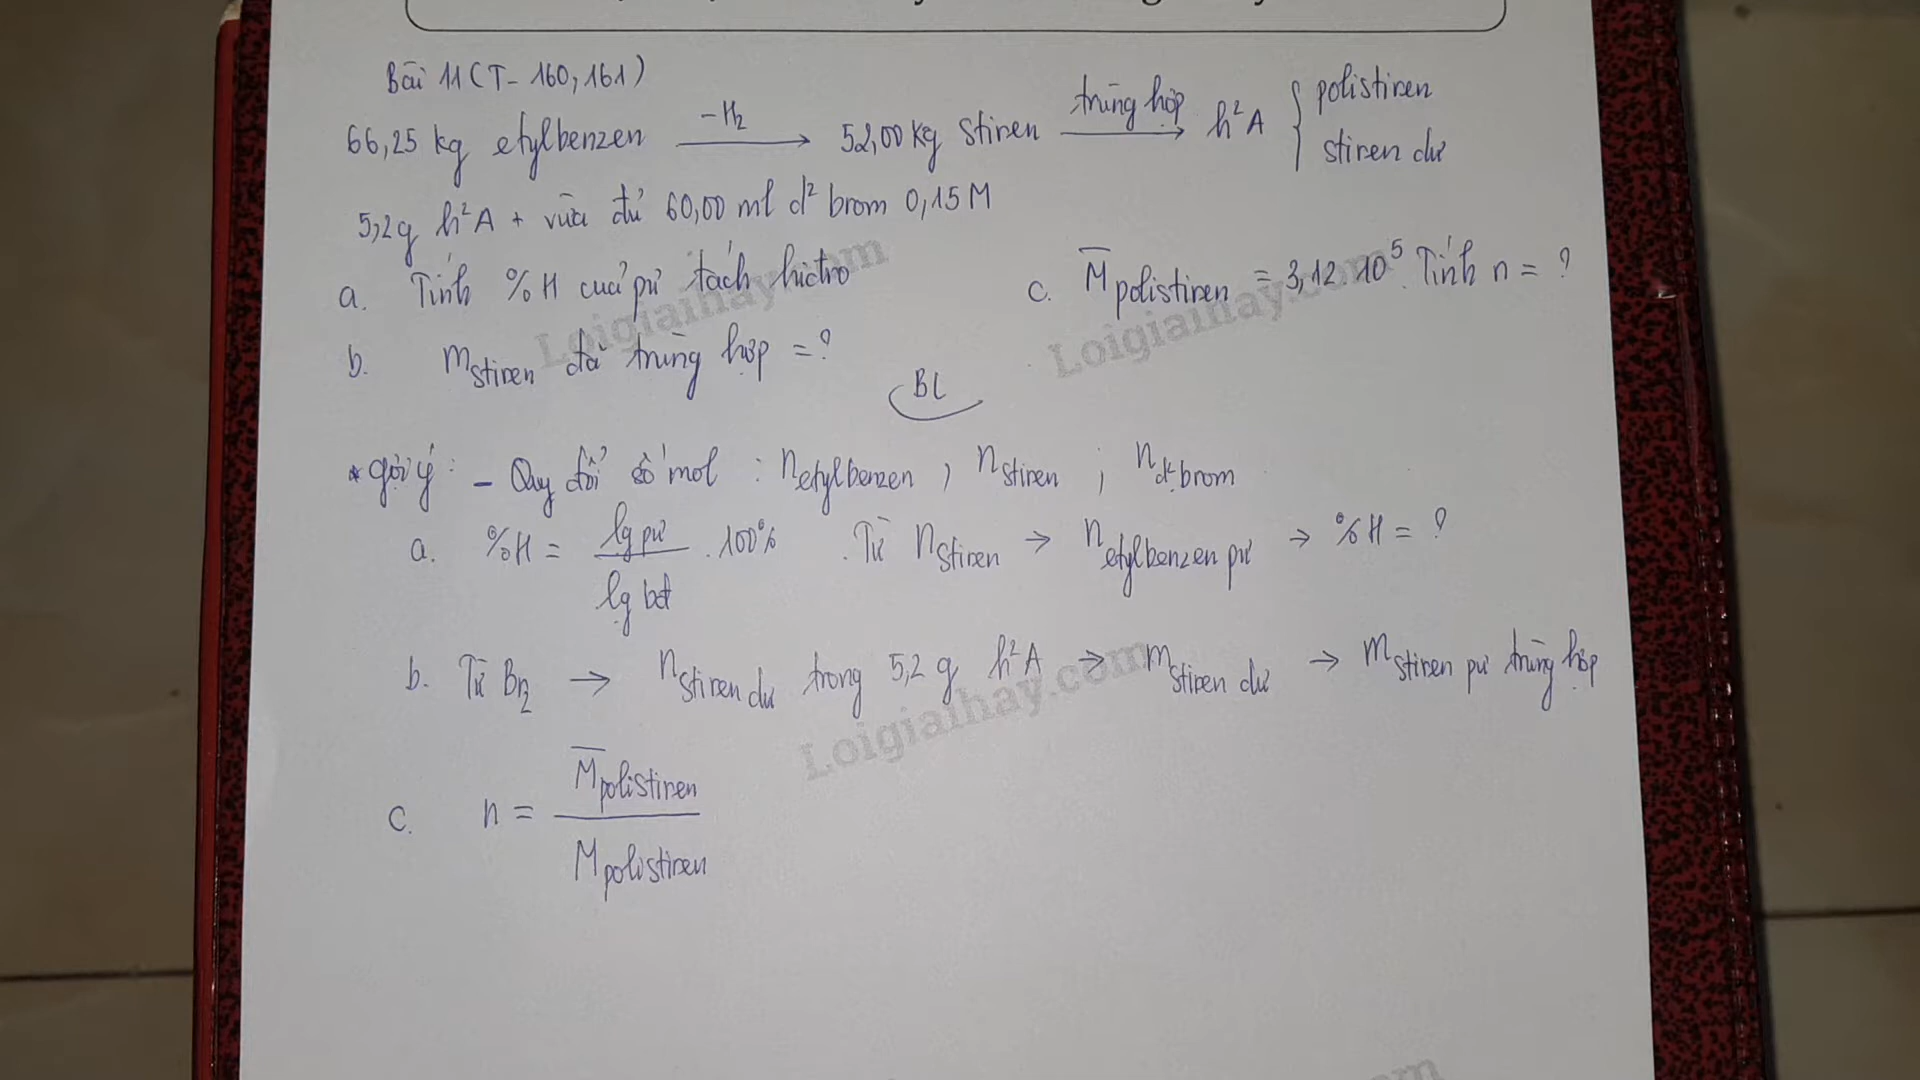 Bài 11 (T- 160, 161)
66,25 kg etylbenzen -H₂ → 52,00 kg Stiren trùng hợp → h²A { polistiren
stiren dư
5,2g h²A + vừa đủ 60,00 ml d² brom 0,15M
a. Tính %H của pư tách hidro
c. M̅ polistiren = 3,12.10⁵. Tính n = ?
b. m stiren đã trùng hợp = ?
BL
* gợi ý: - Quy đổi số mol : n etylbenzen ; n stiren ; n d² brom
a. %H = lg pư / lg bđ .100% . Từ n stiren → n etylbenzen pư → %H = ?
b. Từ Br₂ → n stiren dư trong 5,2 g h²A → m stiren dư → m stiren pư trùng hợp
c. n = M̅ polistiren / M polistiren
Loigiaihay.com
Loigiaihay.com
Loigiaihay.com